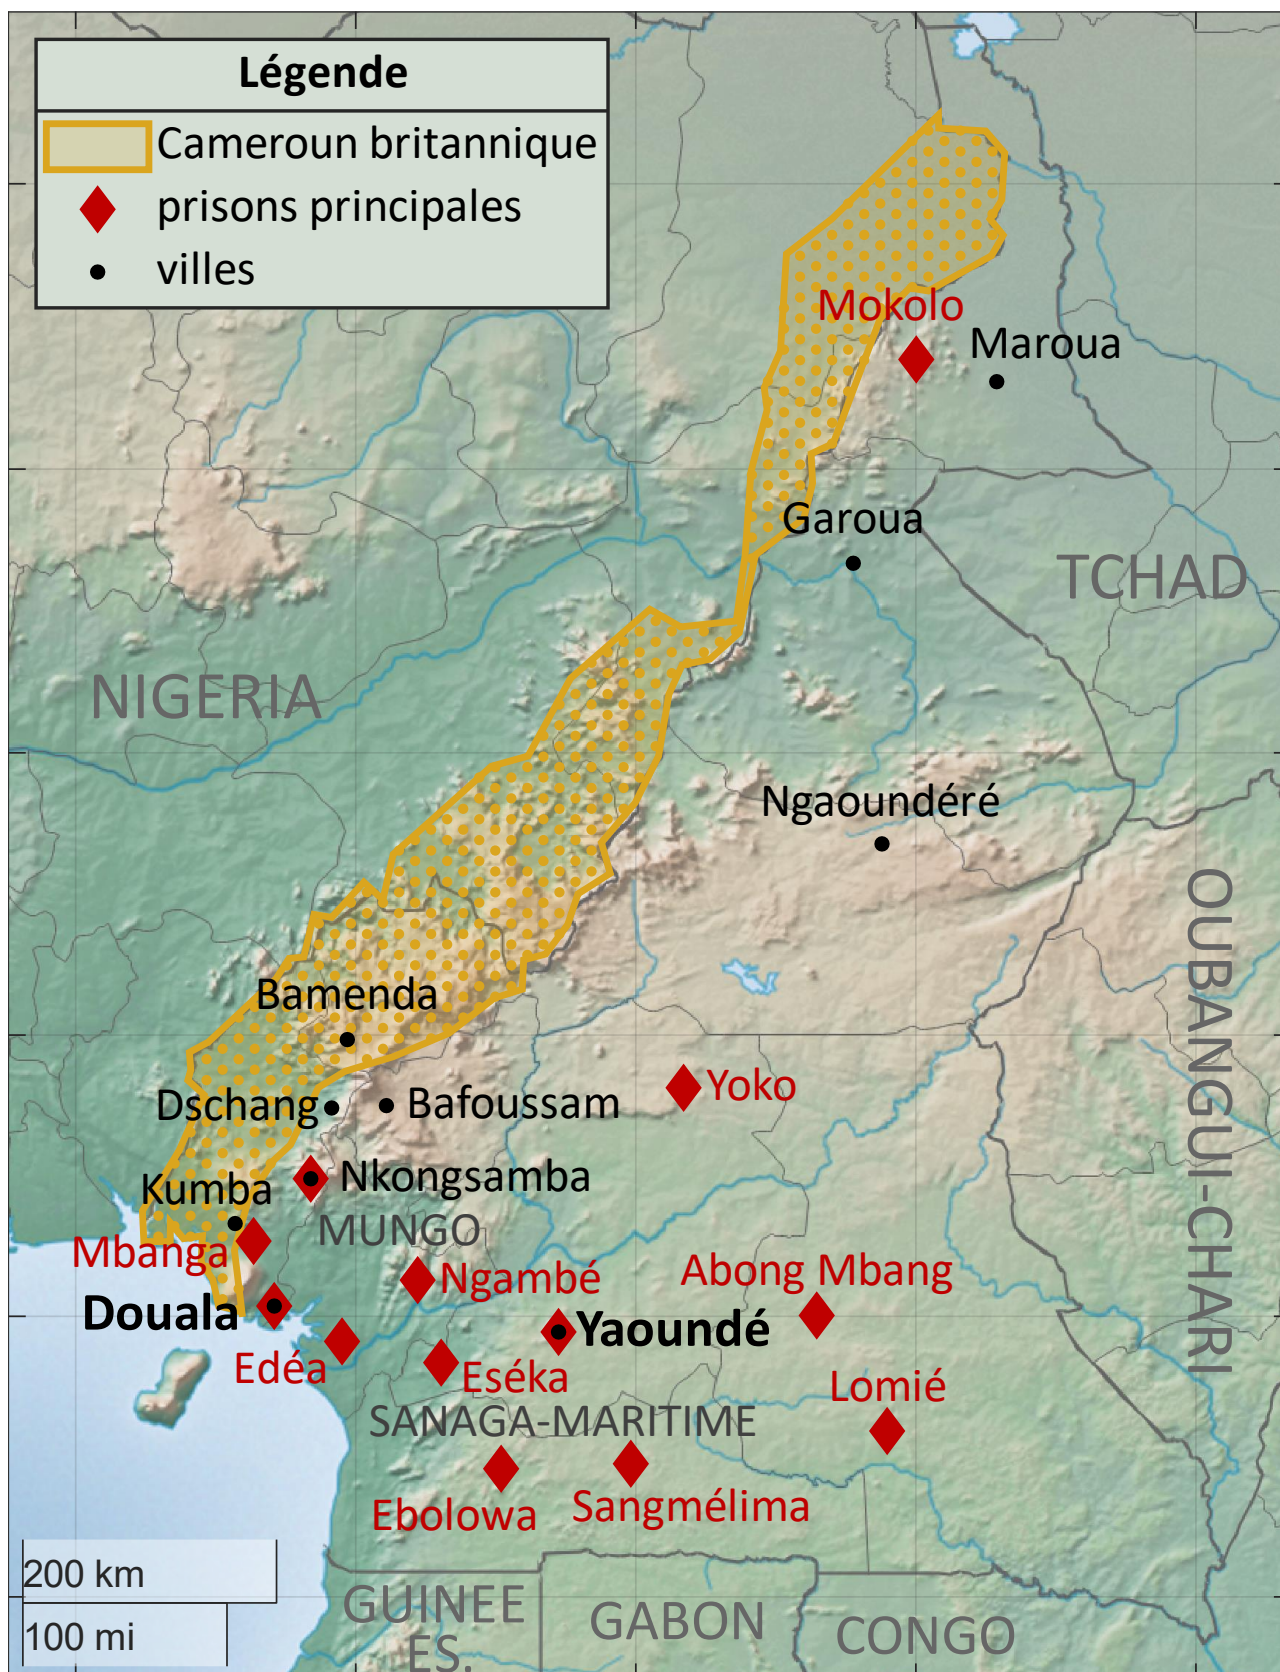 Légende
Cameroun britannique
prisons principales
villes
Mokolo
Maroua
Garoua
TCHAD
NIGERIA
Ngaoundéré
OUBANGUI-CHARI
Bamenda
Yoko
Dschang
Bafoussam
Nkongsamba
Kumba
MUNGO
Mbanga
Ngambé
Abong Mbang
Douala
Yaoundé
Edéa
Eséka
Lomié
SANAGA-MARITIME
Ebolowa
Sangmélima
200 km
100 mi
GUINEE
ES.
GABON
CONGO